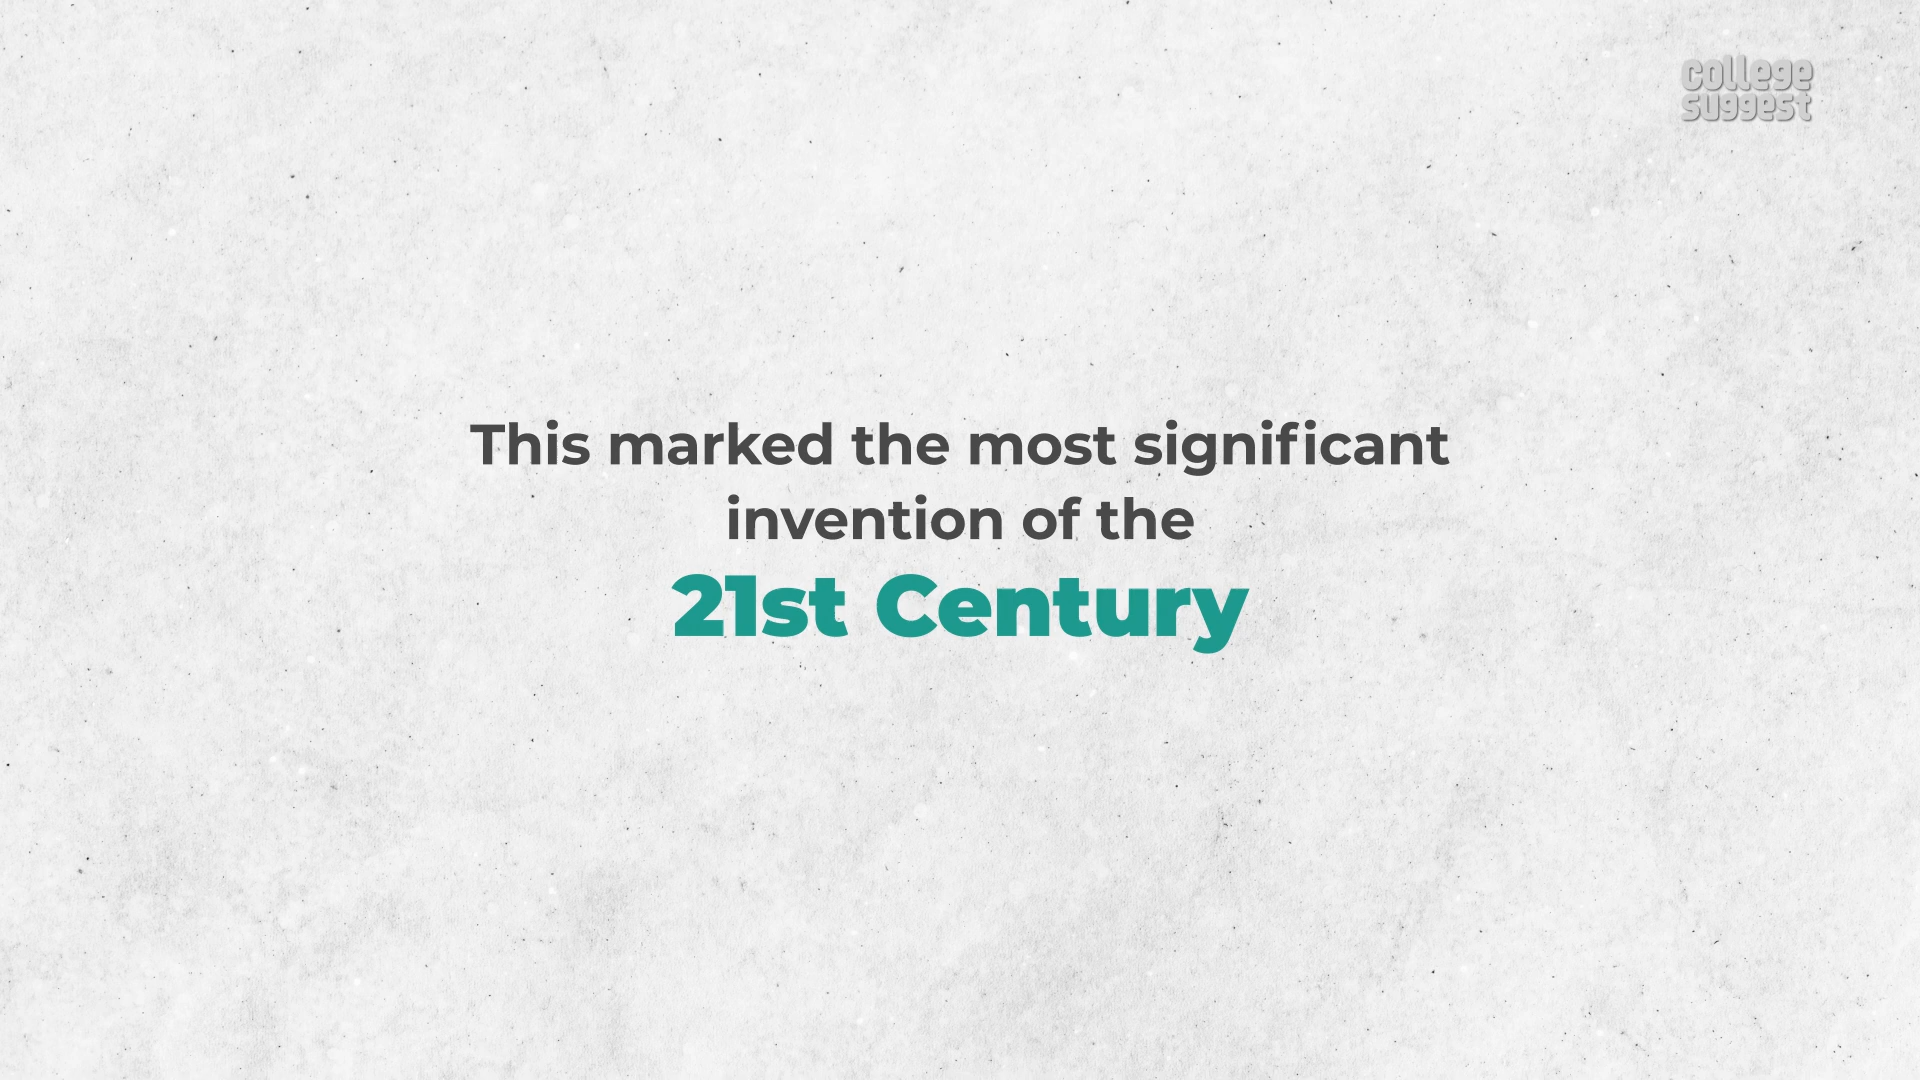 college
suggest
This marked the most significant
invention of the
21st Century